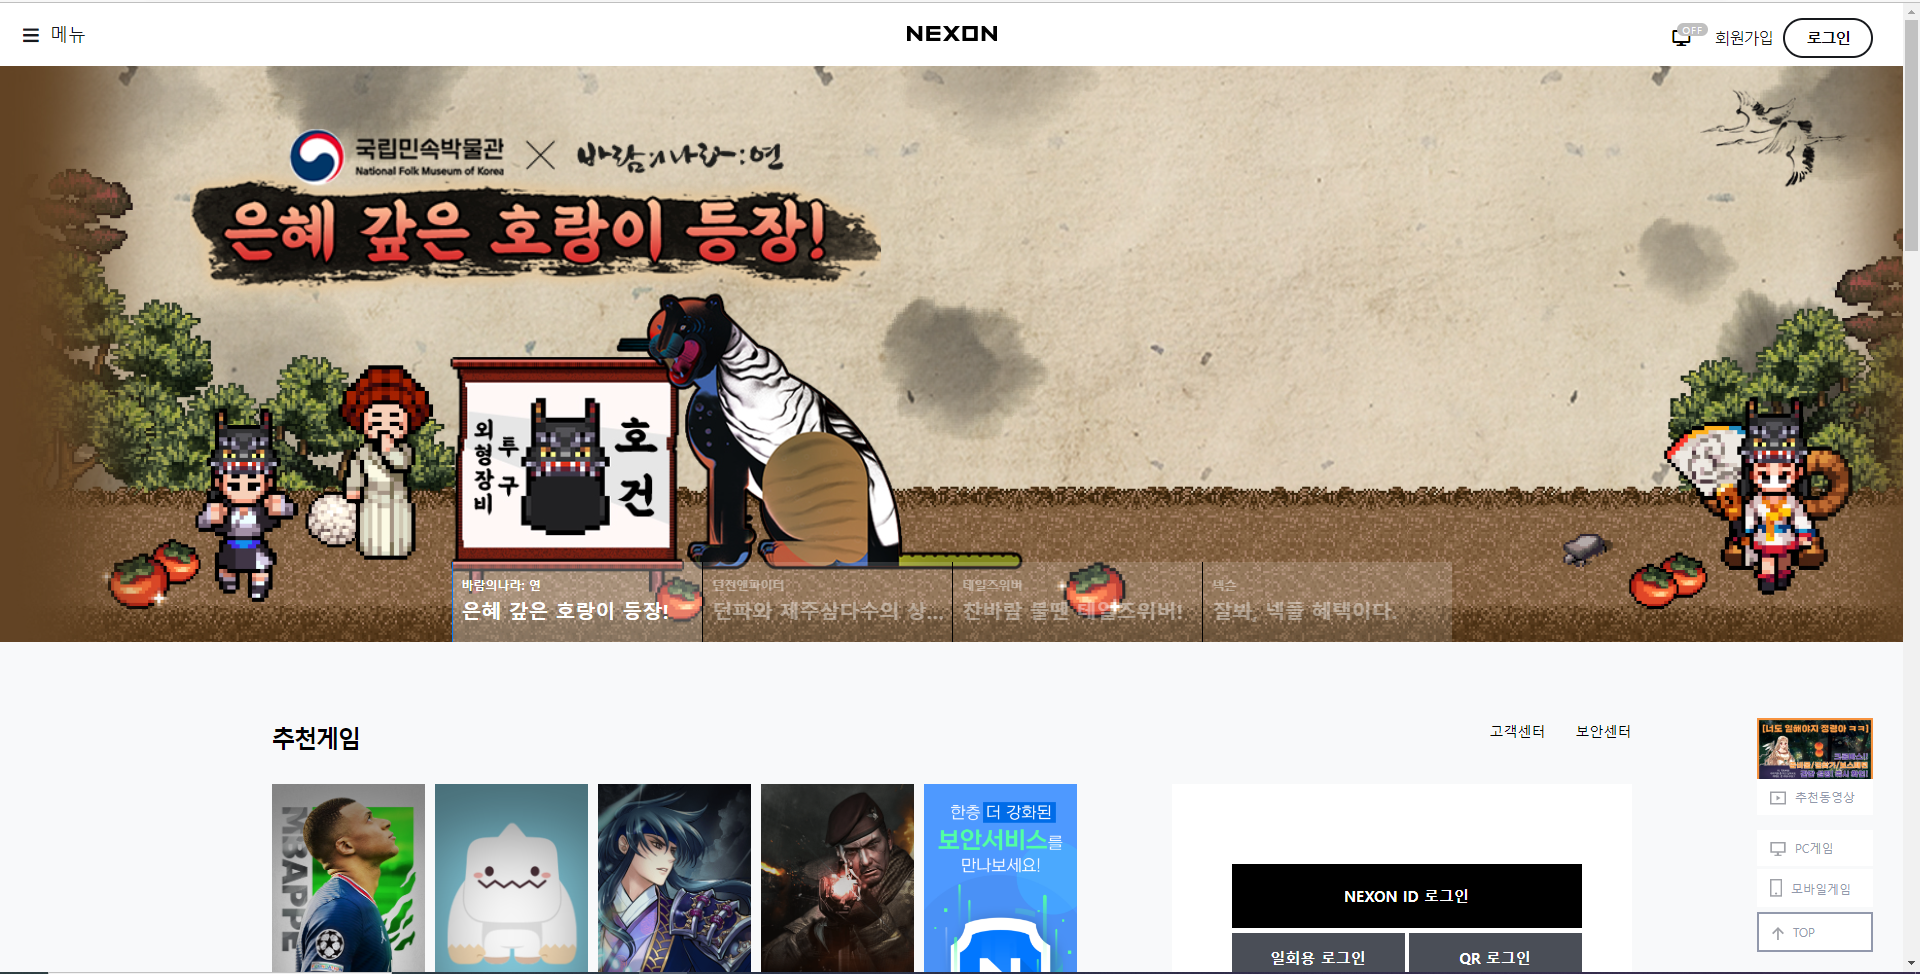 메뉴
NEXON
OFF
회원가입
로그인
국립민속박물관
National Folk Museum of Korea
바람의나라:연
은혜 갚은 호랑이 등장!
외형장비
투구
호건
바람의나라: 연
은혜 갚은 호랑이 등장!
던전앤파이터
던파와 제주삼다수의 상...
테일즈위버
찬바람 불땐 테일즈위버!
넥슨
잘 봐, 넥플 혜택이다.
추천게임
고객센터
보안센터
MBAPPE
한층 더 강화된
보안서비스를
만나보세요!
NEXON ID 로그인
일회용 로그인
QR 로그인
[너도 일해야지 정령아 ㅋㅋ]
추천동영상
PC게임
모바일게임
TOP